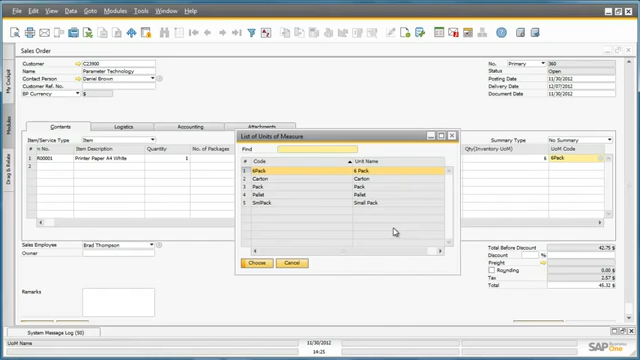 File Edit View Data Goto Modules Tools Window Help
Sales Order
Customer C23900
Name Parameter Technology
Contact Person Daniel Brown
Customer Ref. No.
BP Currency $
No. Primary 360
Status Open
Posting Date 11/30/2012
Delivery Date 12/07/2012
Document Date 11/30/2012
My Cockpit
Modules
Drag & Relate
Contents Logistics Accounting Attachments
Item/Service Type Item
Summary Type No Summary
# m No. Item Description Quantity No. of Packages
Qty(Inventory UoM) UoM Code
1 R00001 Printer Paper A4 White 1
6 6Pack
2
List of Units of Measure
Find
# Code Unit Name
1 6Pack 6 Pack
2 Carton Carton
3 Pack Pack
4 Pallet Pallet
5 SmlPack Small Pack
Choose Cancel
Sales Employee Brad Thompson
Owner
Remarks
Total Before Discount 42.75 $
Discount %
Freight
Rounding 0.00 $
Tax 2.57 $
Total 45.32 $
System Message Log (50)
UoM Name
11/30/2012
14:25
SAP Business One